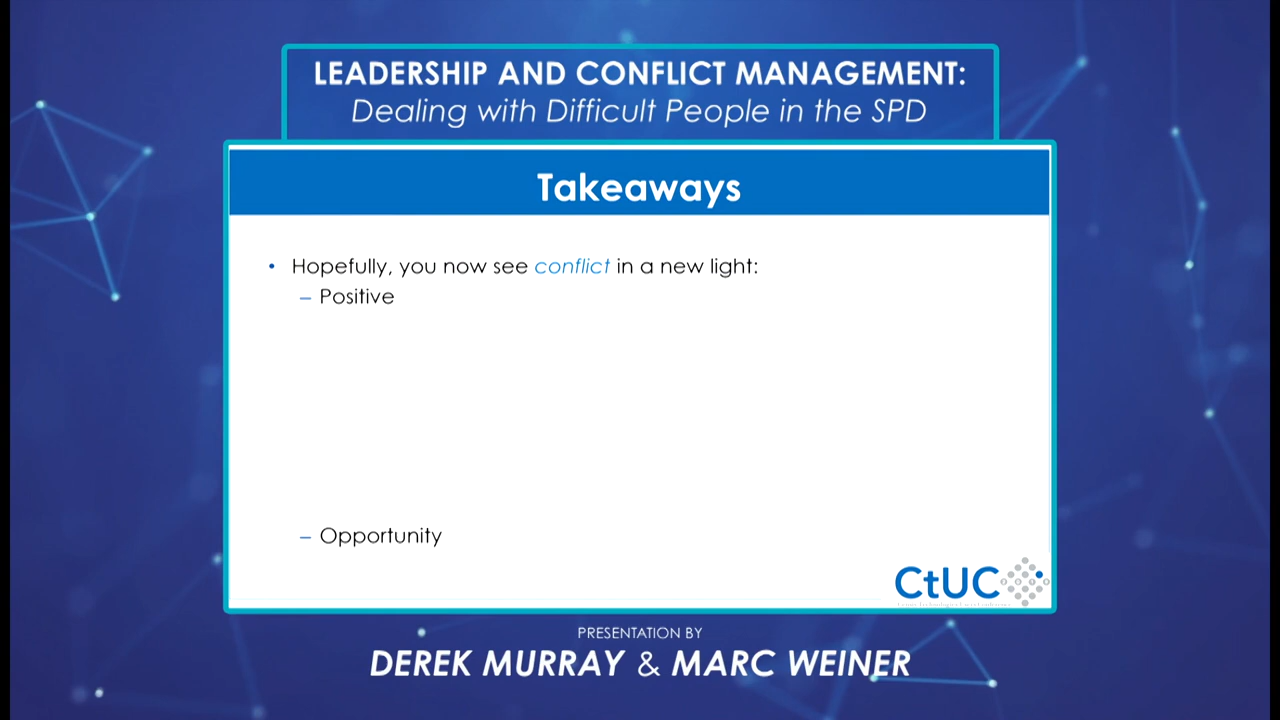 LEADERSHIP AND CONFLICT MANAGEMENT:
Dealing with Difficult People in the SPD
Takeaways
• Hopefully, you now see conflict in a new light:
– Positive
– Opportunity
CtUC
PRESENTATION BY
DEREK MURRAY & MARC WEINER